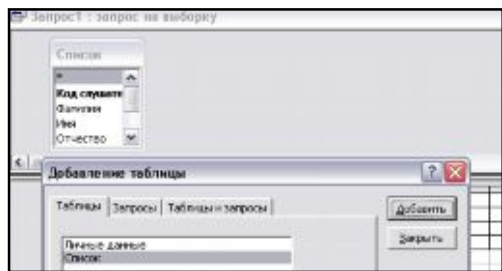 Запрос1 : запрос на выборку
Список
*
Код слушате
Фамилия
Имя
Отчество
Добавление таблицы
Таблицы Запросы Таблицы и запросы
Добавить
Закрыть
Личные данные
Список